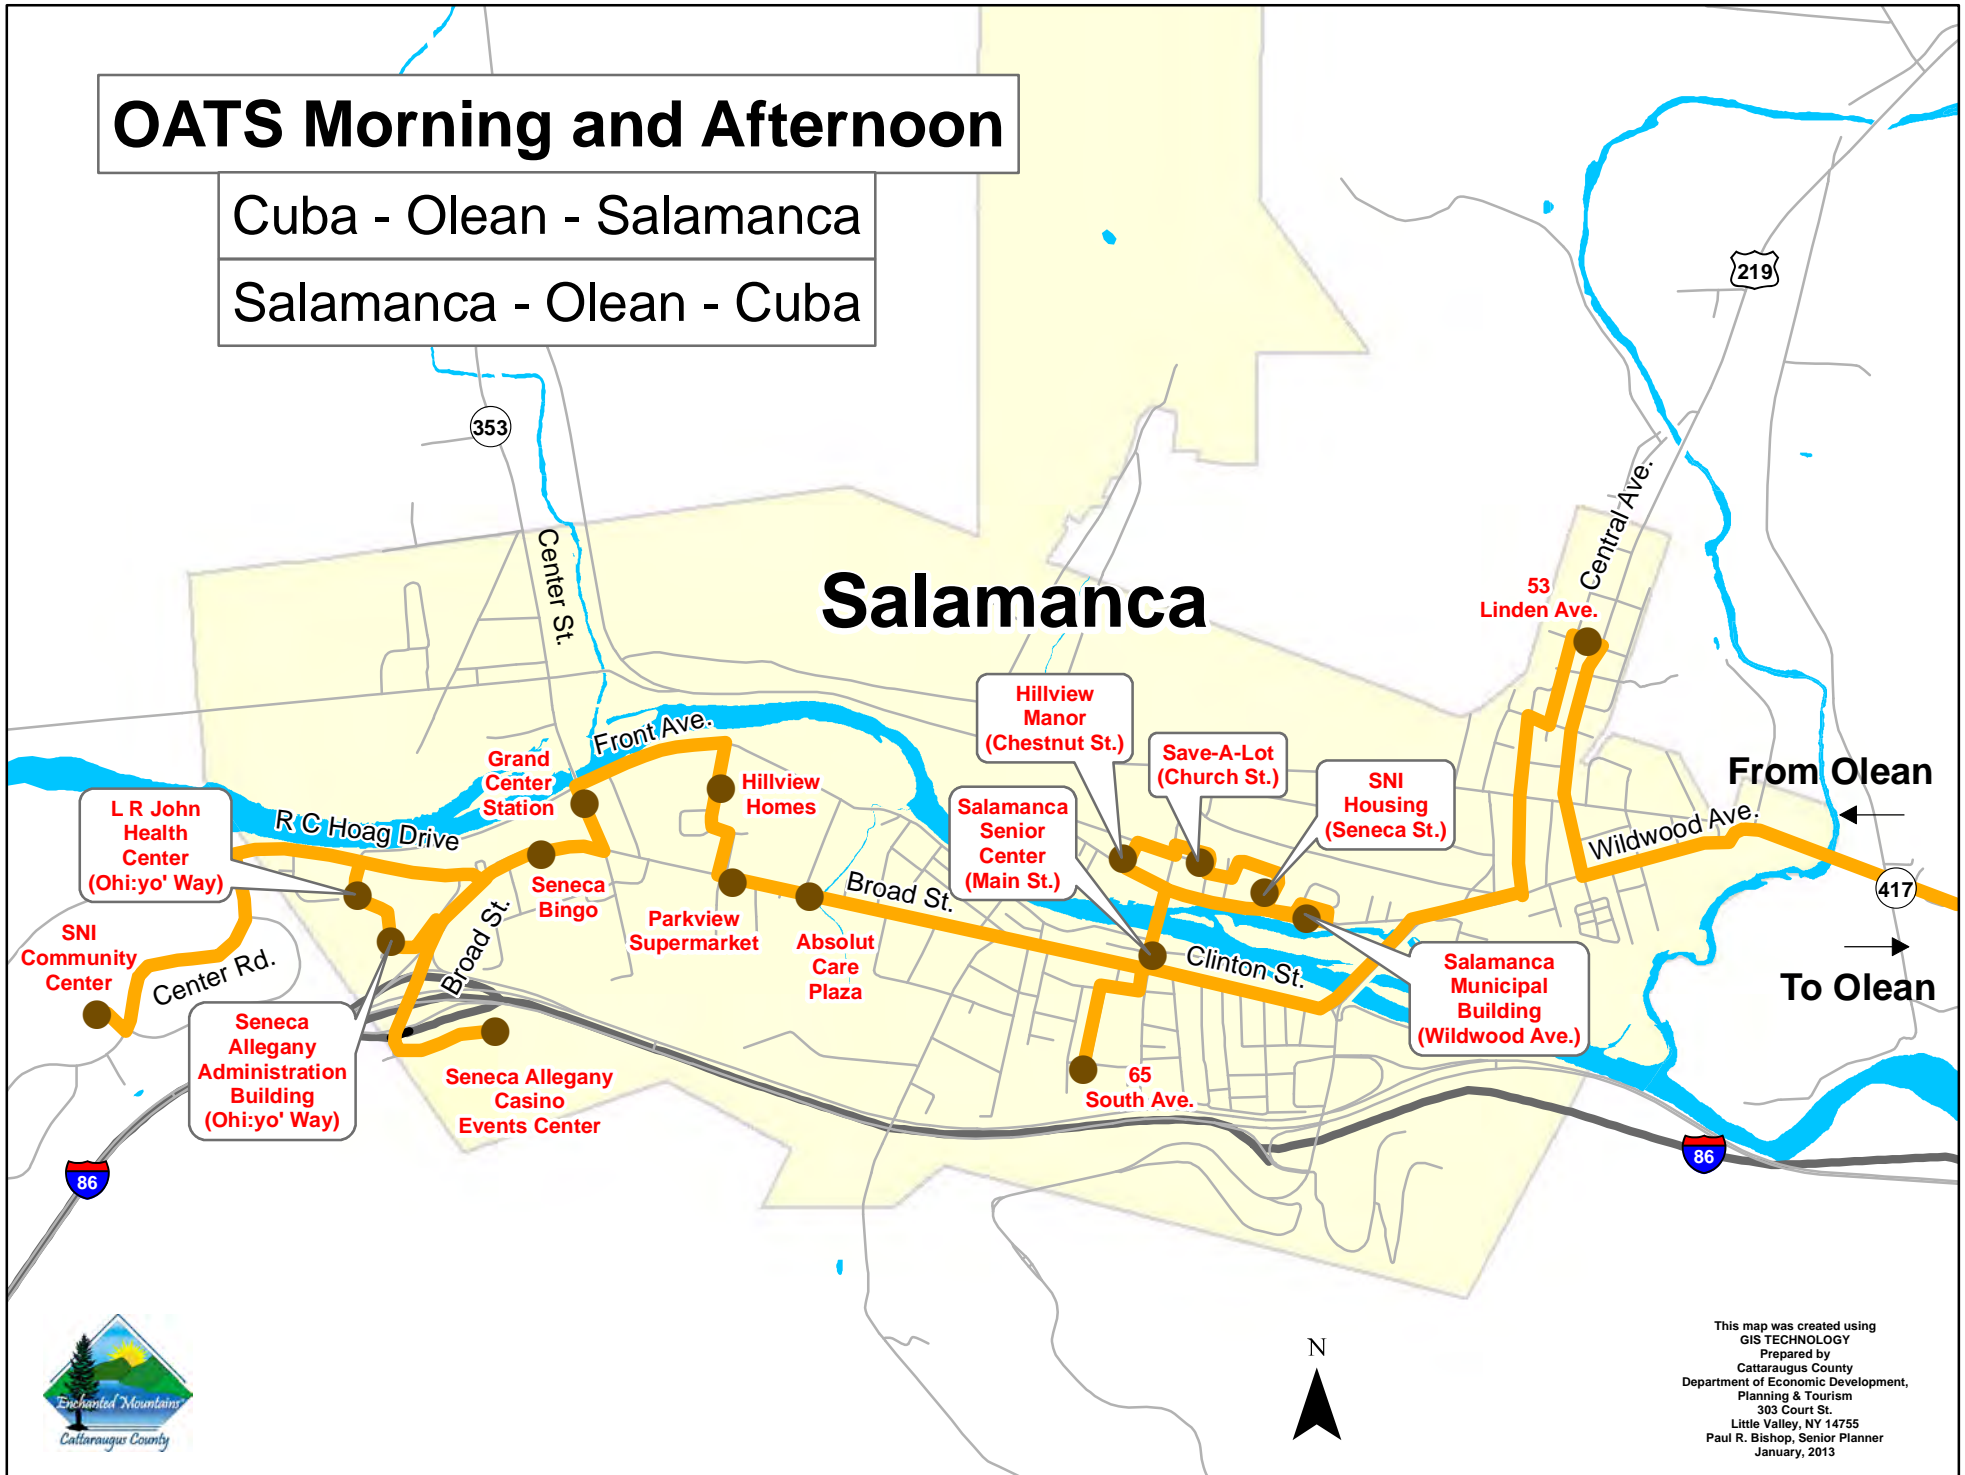 OATS Morning and Afternoon
Cuba - Olean - Salamanca
Salamanca - Olean - Cuba
219
353
Center St.
Central Ave.
Salamanca
53
Linden Ave.
Hillview
Manor
(Chestnut St.)
Save-A-Lot
(Church St.)
SNI
Housing
(Seneca St.)
From Olean
Front Ave.
Grand
Center
Station
Hillview
Homes
L R John
Health
Center
(Ohi:yo' Way)
R C Hoag Drive
Salamanca
Senior
Center
(Main St.)
Wildwood Ave.
417
Seneca
Bingo
Broad St.
Parkview
Supermarket
Broad St.
Absolut
Care
Plaza
SNI
Community
Center
Center Rd.
Clinton St.
Salamanca
Municipal
Building
(Wildwood Ave.)
To Olean
Seneca
Allegany
Administration
Building
(Ohi:yo' Way)
Seneca Allegany
Casino
Events Center
65
South Ave.
86
86
Enchanted Mountains
Cattaraugus County
N
This map was created using
GIS TECHNOLOGY
Prepared by
Cattaraugus County
Department of Economic Development,
Planning & Tourism
303 Court St.
Little Valley, NY 14755
Paul R. Bishop, Senior Planner
January, 2013